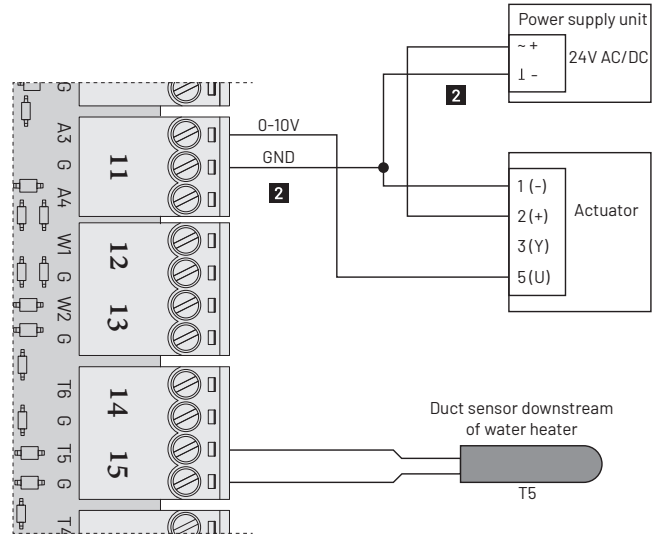 Power supply unit
~ +
24V AC/DC
⊥ -
2
G
A3
G
A4
11
0-10V
GND
2
1 (-)
2 (+)
3 (Y)
5 (U)
Actuator
W1
G
W2
G
12
13
T6
G
T5
G
T4
14
15
Duct sensor downstream
of water heater
T5